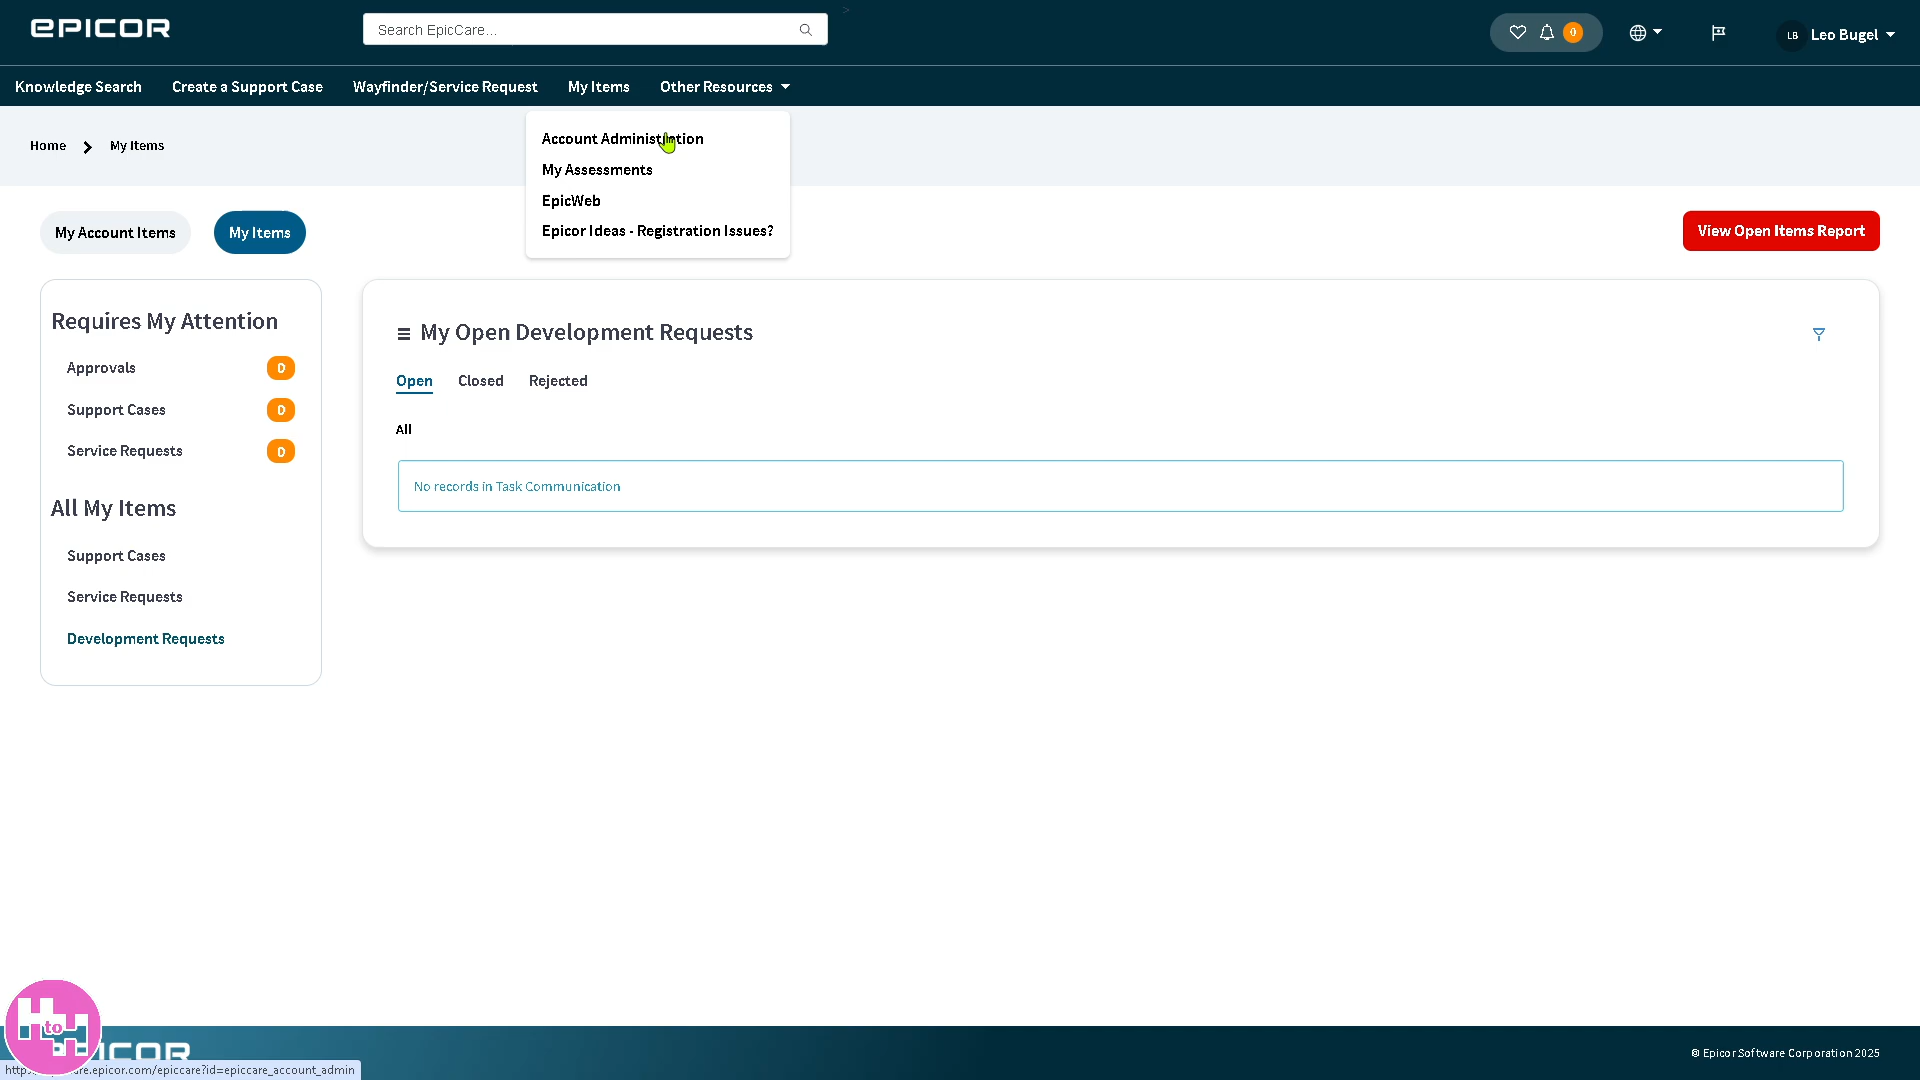 EPICOR
Search EpicCare...
>
0
LB
Leo Bugel
Knowledge Search
Create a Support Case
Wayfinder/Service Request
My Items
Other Resources
Account Administration
My Assessments
EpicWeb
Epicor Ideas - Registration Issues?
Home
My Items
My Account Items
My Items
View Open Items Report
Requires My Attention
Approvals
0
Support Cases
0
Service Requests
0
All My Items
Support Cases
Service Requests
Development Requests
My Open Development Requests
Open
Closed
Rejected
All
No records in Task Communication
H to H
© Epicor Software Corporation 2025
epicor.com/epiccare?id=epiccare_account_admin